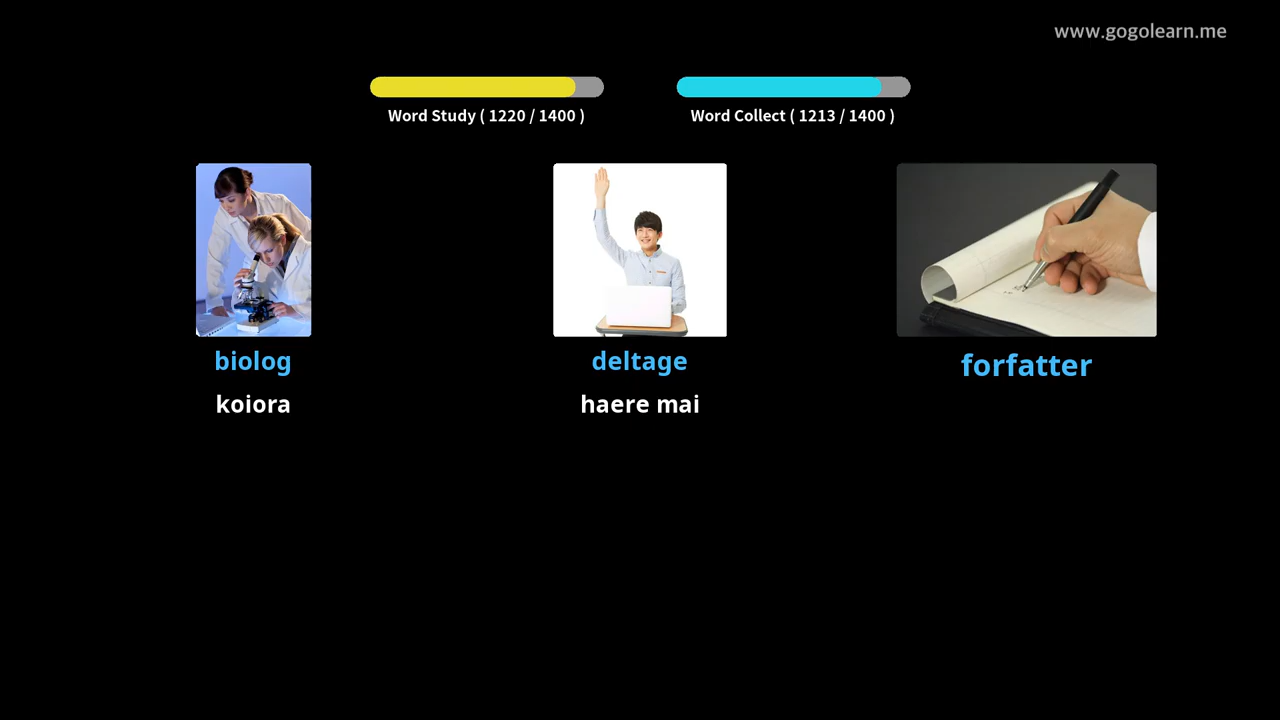 www.gogolearn.me
Word Study ( 1220 / 1400 )
Word Collect ( 1213 / 1400 )
biolog
deltage
forfatter
koiora
haere mai